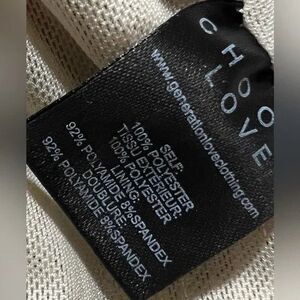 CHOO
LOVE
www.generationloveclothing.com
SELF:
100% POLYESTER
TISSU EXTÉRIEUR:
100% POLYESTER
LINING:
92% POLYAMIDE 8%SPANDEX
DOUBLURE:
92% POLYAMIDE 8%SPANDEX